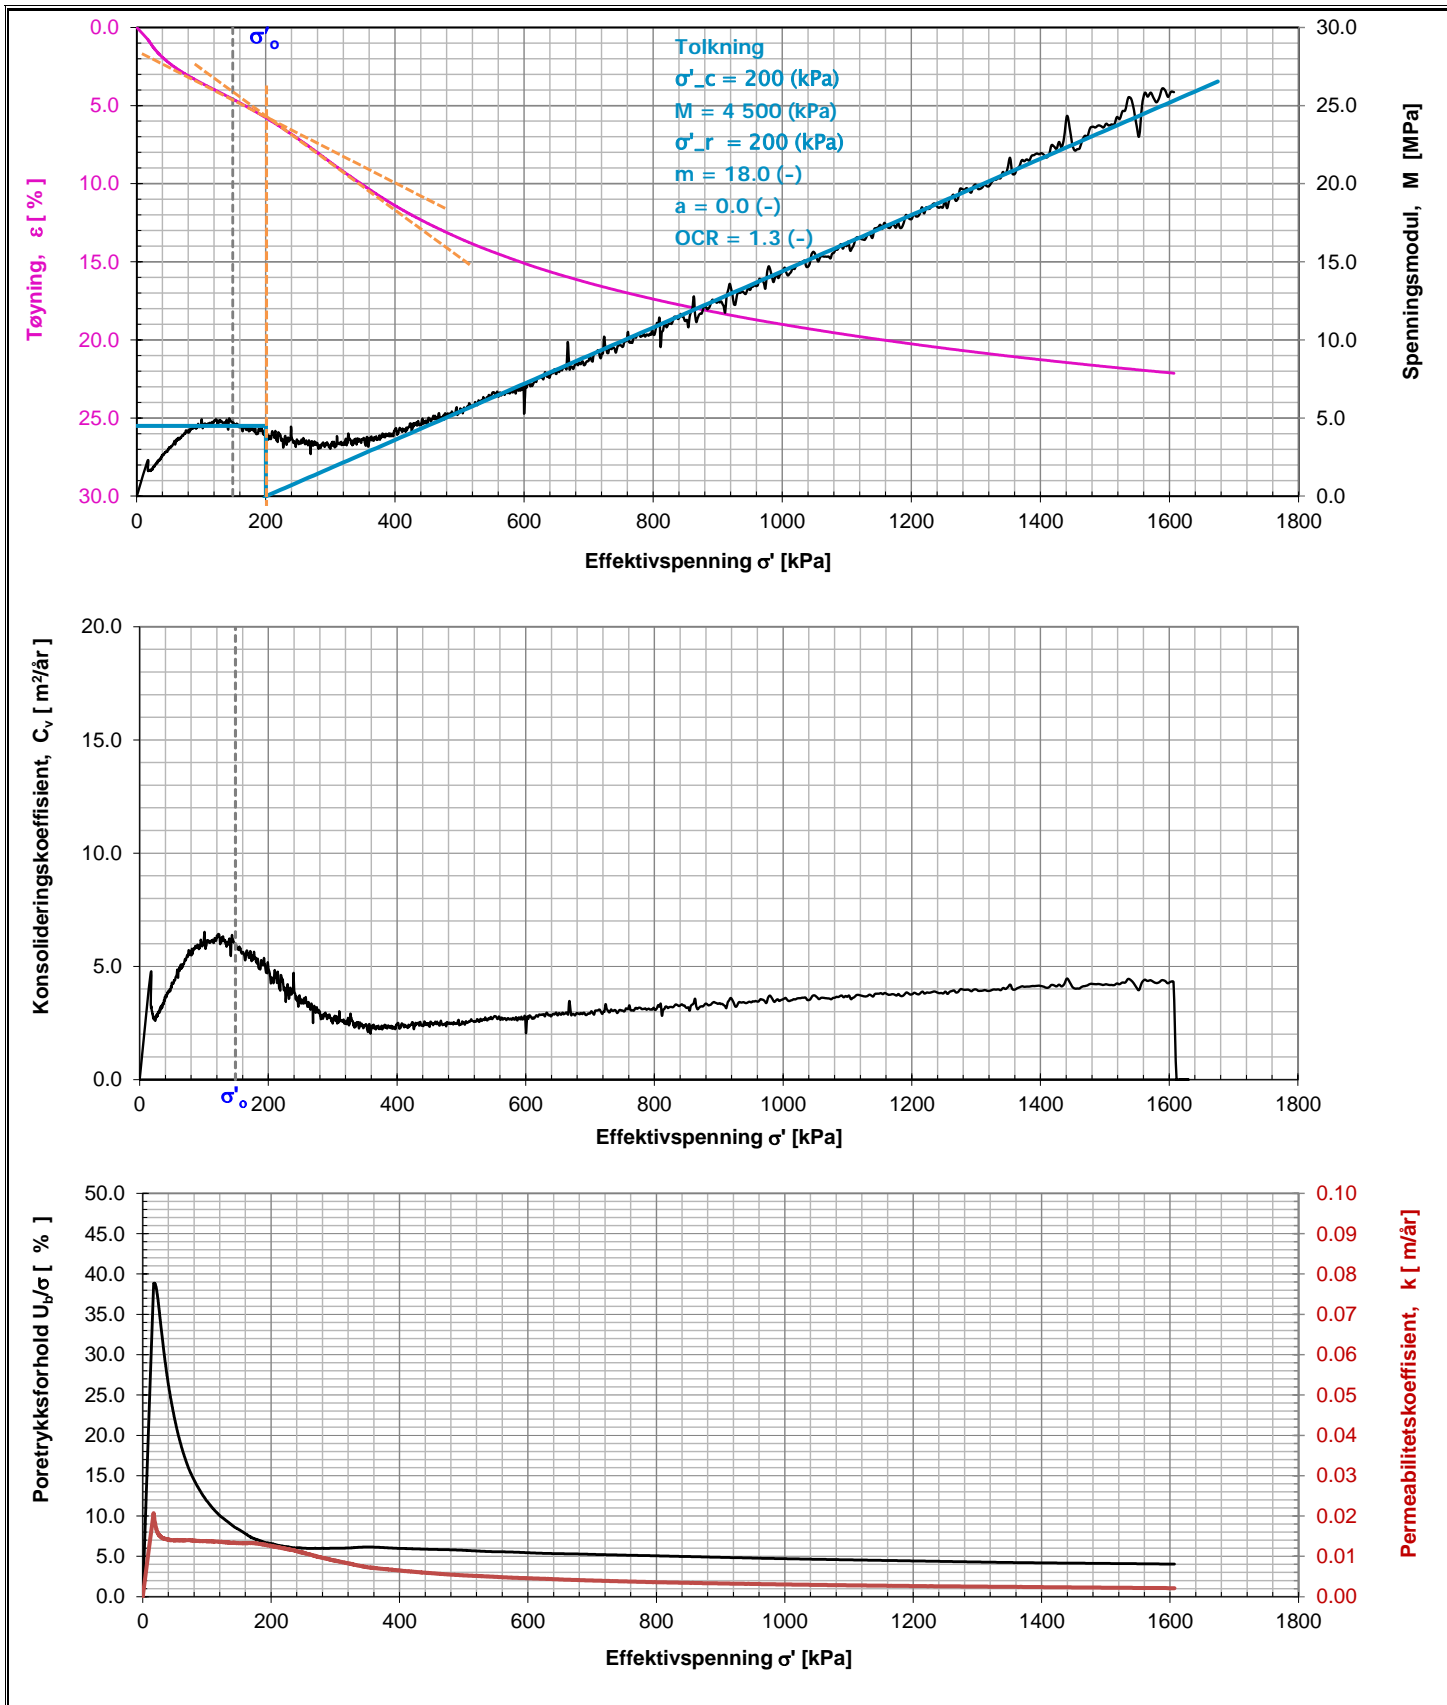 Tøyning, ε [ % ]
0.0
5.0
10.0
15.0
20.0
25.0
30.0
σ'o
Tolkning
σ'_c = 200 (kPa)
M = 4 500 (kPa)
σ'_r = 200 (kPa)
m = 18.0 (-)
a = 0.0 (-)
OCR = 1.3 (-)
30.0
25.0
20.0
15.0
10.0
5.0
0.0
Spenningsmodul, M [MPa]
0 200 400 600 800 1000 1200 1400 1600 1800
Effektivspenning σ' [kPa]
Konsolideringskoeffisient, Cv [ m²/år ]
20.0
15.0
10.0
5.0
0.0
0 200 400 600 800 1000 1200 1400 1600 1800
σ'o
Effektivspenning σ' [kPa]
Poretrykksforhold Ub/σ [ % ]
50.0
45.0
40.0
35.0
30.0
25.0
20.0
15.0
10.0
5.0
0.0
0.10
0.09
0.08
0.07
0.06
0.05
0.04
0.03
0.02
0.01
0.00
Permeabilitetskoeffisient, k [ m/år]
0 200 400 600 800 1000 1200 1400 1600 1800
Effektivspenning σ' [kPa]